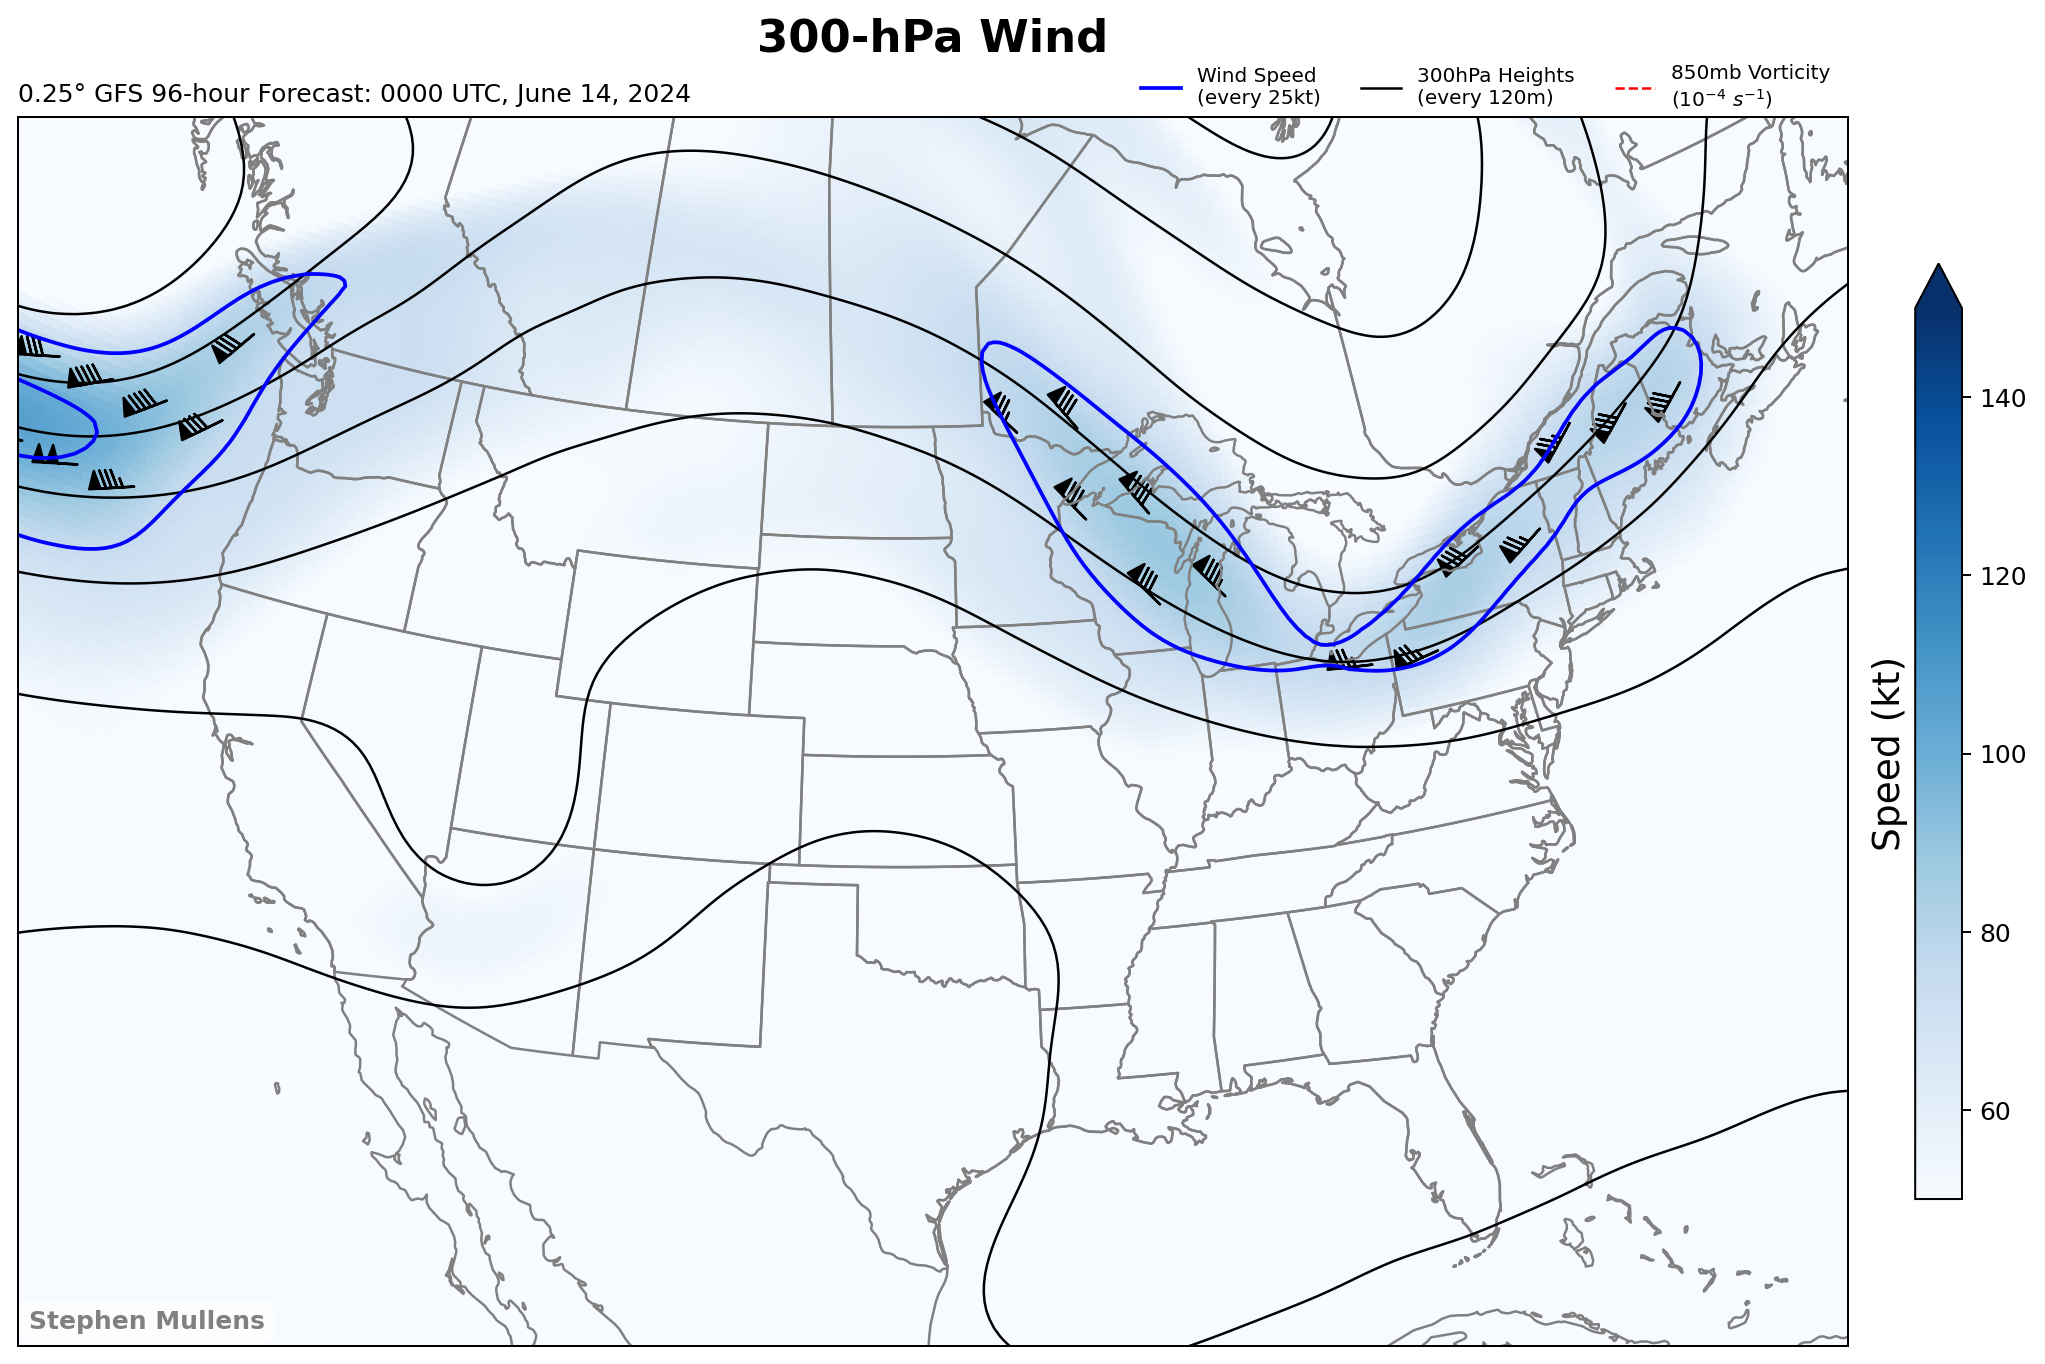 300-hPa Wind
0.25° GFS 96-hour Forecast: 0000 UTC, June 14, 2024
Wind Speed
(every 25kt)
300hPa Heights
(every 120m)
850mb Vorticity
(10⁻⁴ s⁻¹)
140
120
100
80
60
Speed (kt)
Stephen Mullens